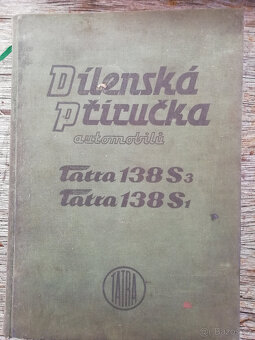 Dílenská
příručka
automobilů
Tatra 138 S3
Tatra 138 S1
TATRA